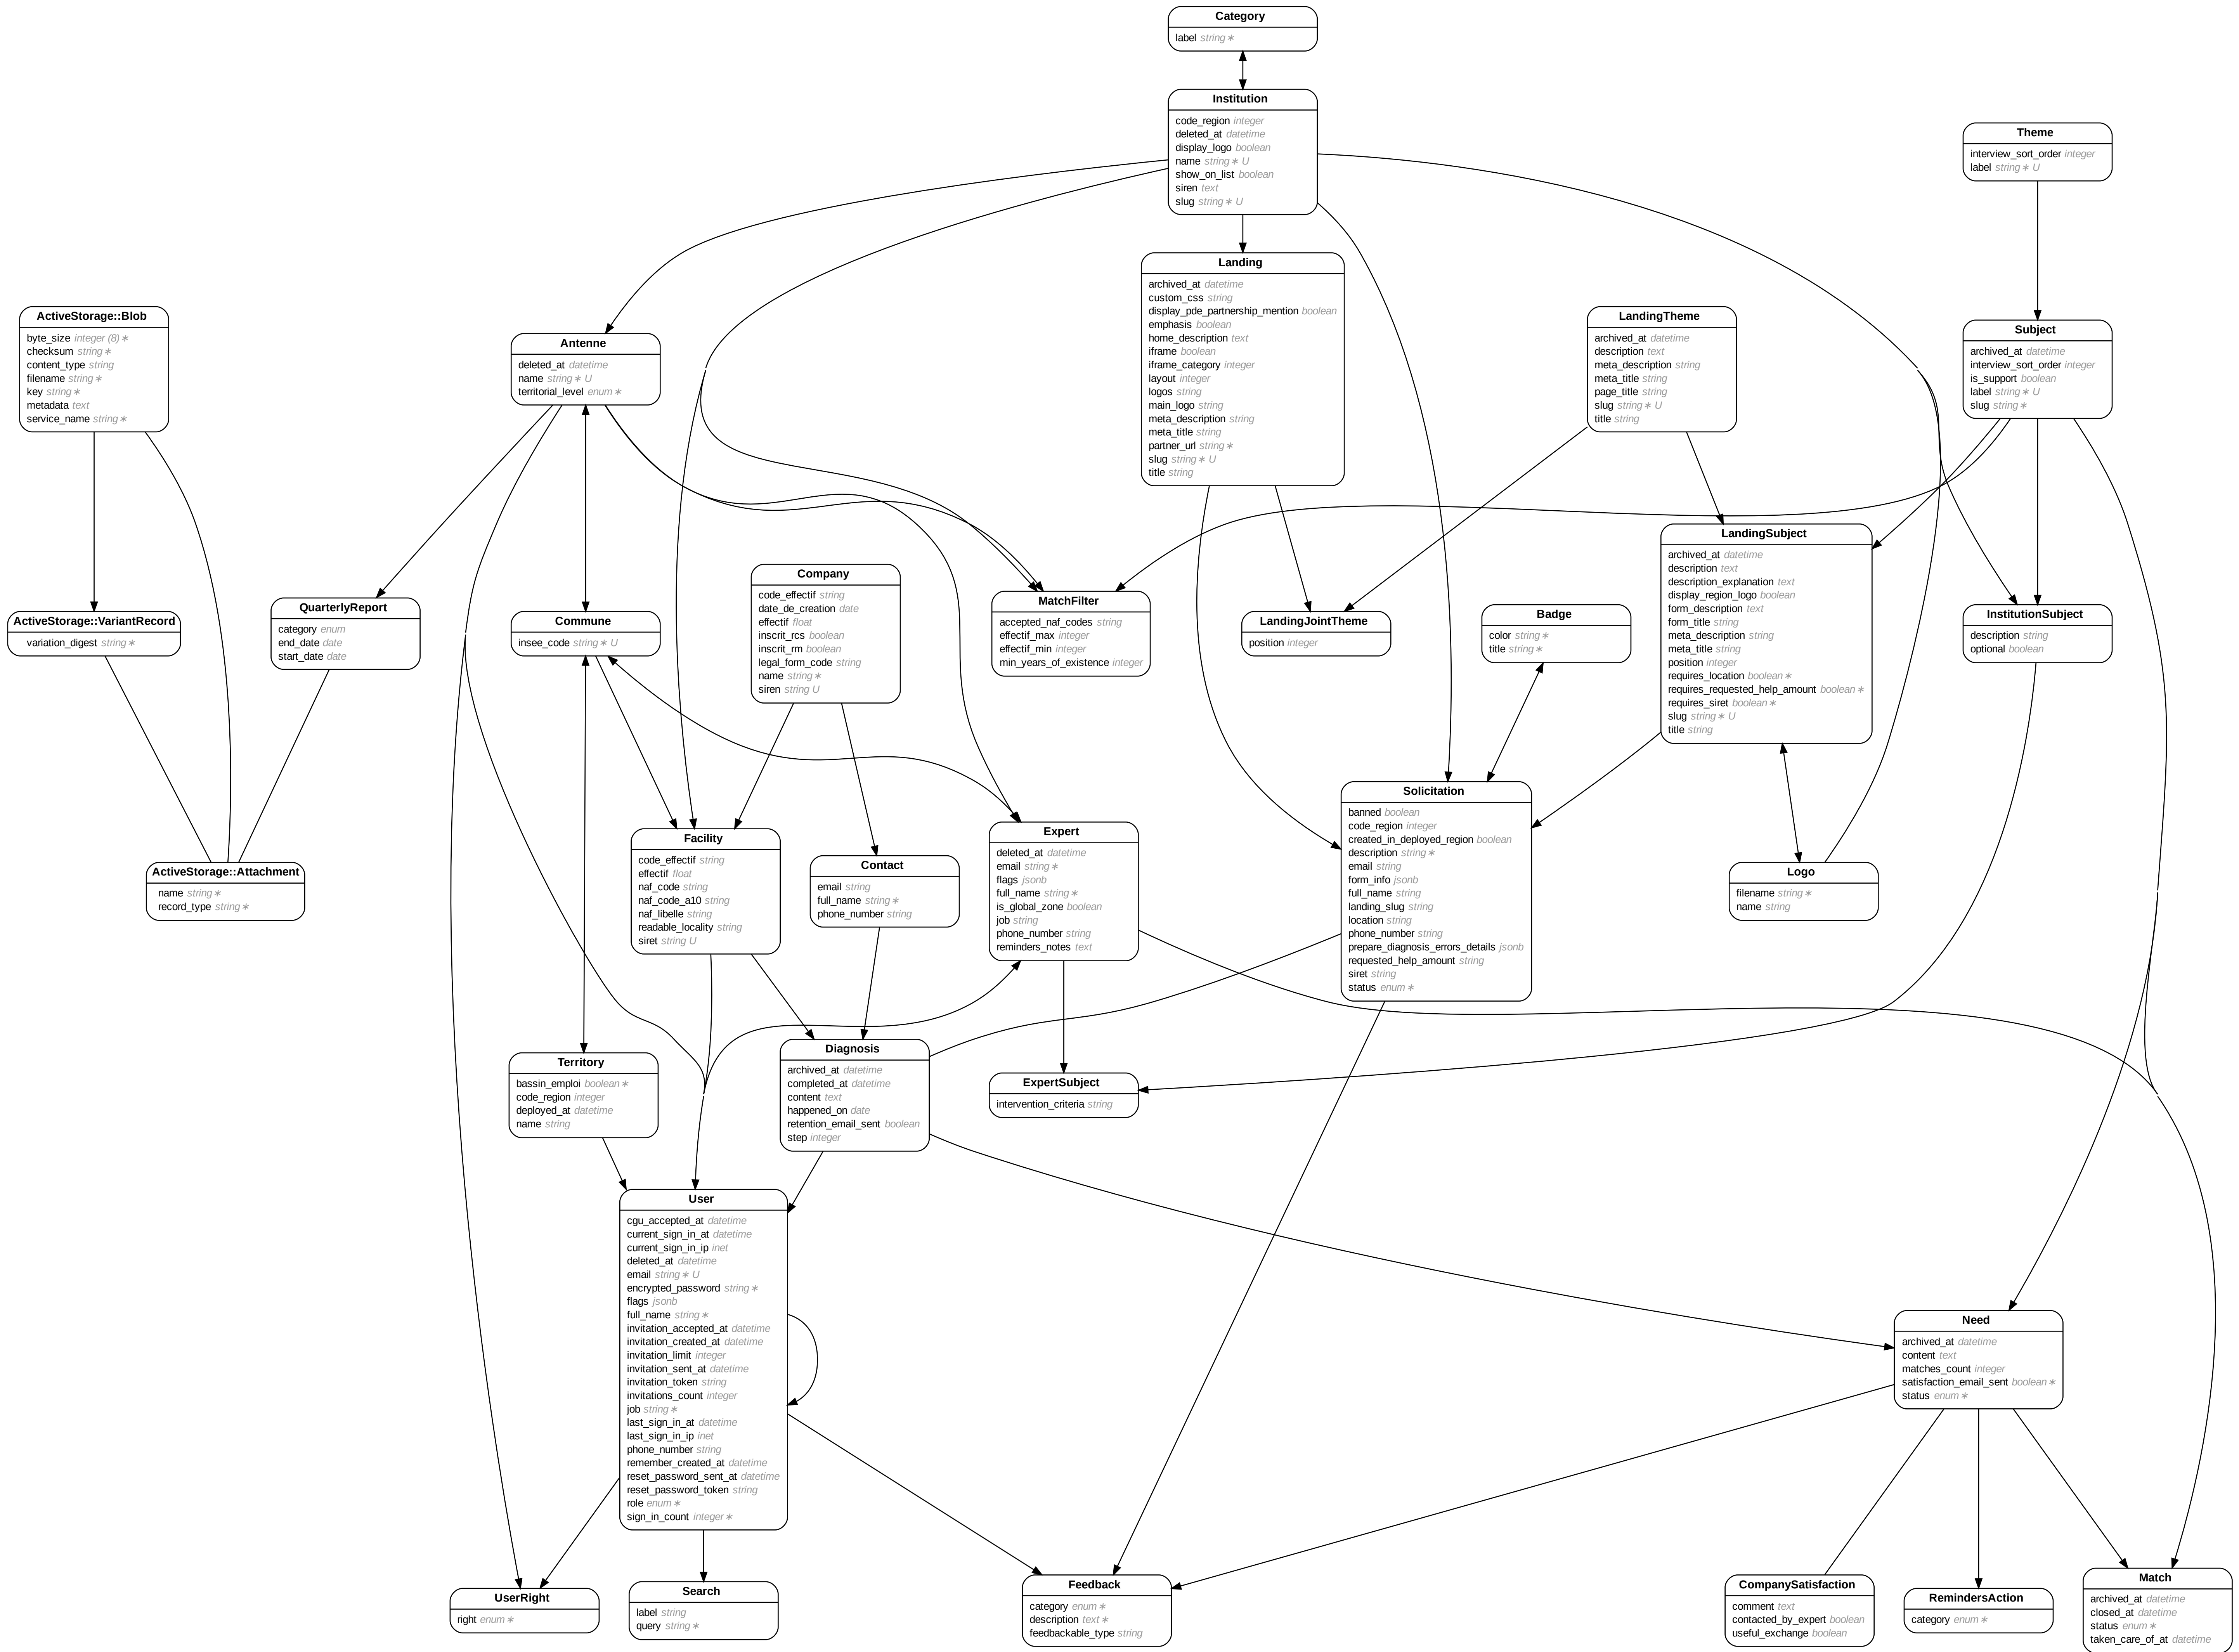 Category
label string∗
Institution
code_region integer
deleted_at datetime
display_logo boolean
name string∗ U
show_on_list boolean
siren text
slug string∗ U
Theme
interview_sort_order integer
label string∗ U
Landing
archived_at datetime
custom_css string
display_pde_partnership_mention boolean
emphasis boolean
home_description text
iframe boolean
iframe_category integer
layout integer
logos string
main_logo string
meta_description string
meta_title string
partner_url string∗
slug string∗ U
title string
ActiveStorage::Blob
byte_size integer (8)∗
checksum string∗
content_type string
filename string∗
key string∗
metadata text
service_name string∗
Antenne
deleted_at datetime
name string∗ U
territorial_level enum∗
LandingTheme
archived_at datetime
description text
meta_description string
meta_title string
page_title string
slug string∗ U
title string
Subject
archived_at datetime
interview_sort_order integer
is_support boolean
label string∗ U
slug string∗
LandingSubject
archived_at datetime
description text
description_explanation text
display_region_logo boolean
form_description text
form_title string
meta_description string
meta_title string
position integer
requires_location boolean∗
requires_requested_help_amount boolean∗
requires_siret boolean∗
slug string∗ U
title string
ActiveStorage::VariantRecord
variation_digest string∗
QuarterlyReport
category enum
end_date date
start_date date
Commune
insee_code string∗ U
Company
code_effectif string
date_de_creation date
effectif float
inscrit_rcs boolean
inscrit_rm boolean
legal_form_code string
name string∗
siren string U
MatchFilter
accepted_naf_codes string
effectif_max integer
effectif_min integer
min_years_of_existence integer
LandingJointTheme
position integer
Badge
color string∗
title string∗
InstitutionSubject
description string
optional boolean
Solicitation
banned boolean
code_region integer
created_in_deployed_region boolean
description string∗
email string
form_info jsonb
full_name string
landing_slug string
location string
phone_number string
prepare_diagnosis_errors_details jsonb
requested_help_amount string
siret string
status enum∗
ActiveStorage::Attachment
name string∗
record_type string∗
Facility
code_effectif string
effectif float
naf_code string
naf_code_a10 string
naf_libelle string
readable_locality string
siret string U
Contact
email string
full_name string∗
phone_number string
Expert
deleted_at datetime
email string∗
flags jsonb
full_name string∗
is_global_zone boolean
job string
phone_number string
reminders_notes text
Logo
filename string∗
name string
Territory
bassin_emploi boolean∗
code_region integer
deployed_at datetime
name string
Diagnosis
archived_at datetime
completed_at datetime
content text
happened_on date
retention_email_sent boolean
step integer
ExpertSubject
intervention_criteria string
User
cgu_accepted_at datetime
current_sign_in_at datetime
current_sign_in_ip inet
deleted_at datetime
email string∗ U
encrypted_password string∗
flags jsonb
full_name string∗
invitation_accepted_at datetime
invitation_created_at datetime
invitation_limit integer
invitation_sent_at datetime
invitation_token string
invitations_count integer
job string∗
last_sign_in_at datetime
last_sign_in_ip inet
phone_number string
remember_created_at datetime
reset_password_sent_at datetime
reset_password_token string
role enum∗
sign_in_count integer∗
Need
archived_at datetime
content text
matches_count integer
satisfaction_email_sent boolean∗
status enum∗
UserRight
right enum∗
Search
label string
query string∗
Feedback
category enum∗
description text∗
feedbackable_type string
CompanySatisfaction
comment text
contacted_by_expert boolean
useful_exchange boolean
RemindersAction
category enum∗
Match
archived_at datetime
closed_at datetime
status enum∗
taken_care_of_at datetime